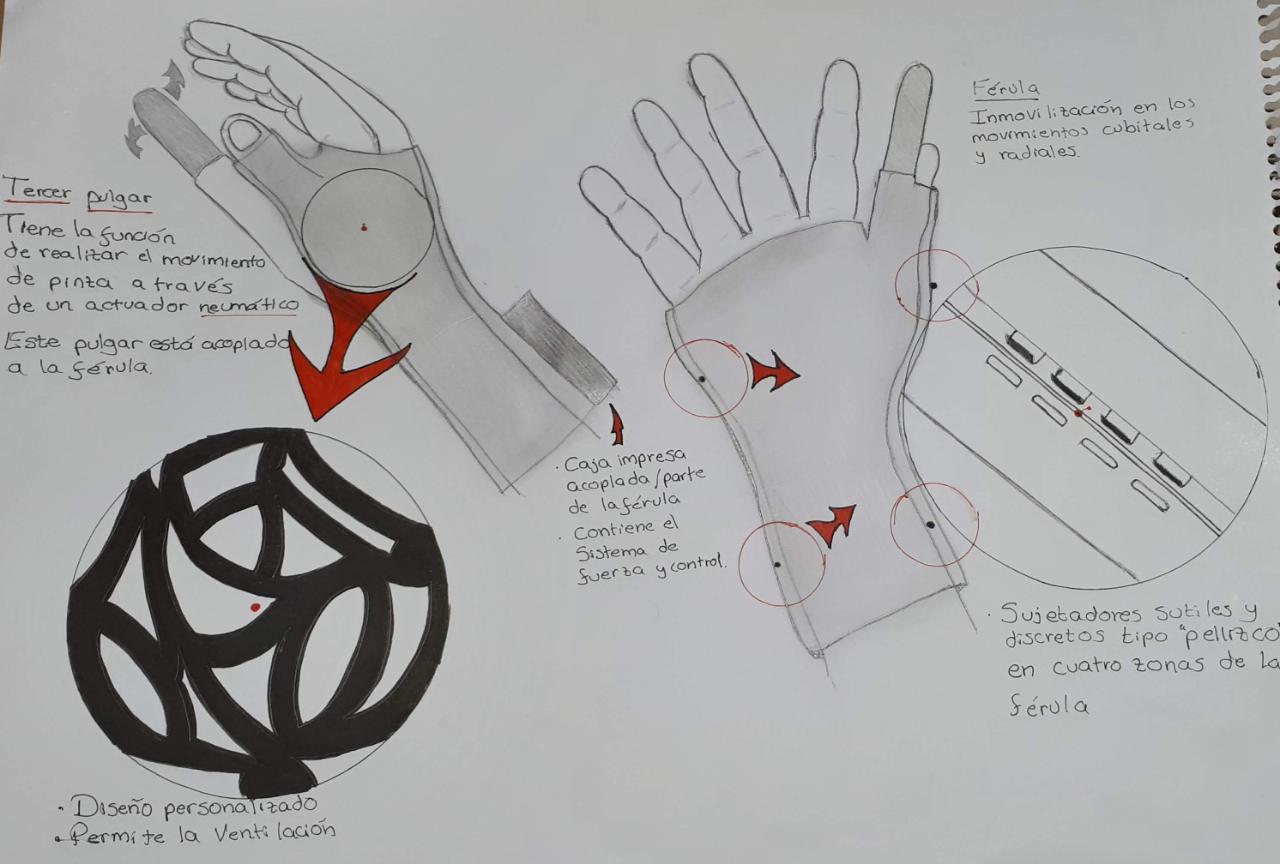 Tercer pulgar
Tiene la función
de realizar el movimiento
de pinza a través
de un actuador neumático
Este pulgar está acoplado
a la férula.
· Diseño personalizado
· Permite la Ventilación
· Caja impresa
acoplada/parte
de la férula
· Contiene el
Sistema de
fuerza y control.
Férula
Inmovilización en los
movimientos cubitales
y radiales.
· Sujetadores sutiles y
discretos tipo "pellizco"
en cuatro zonas de la
férula